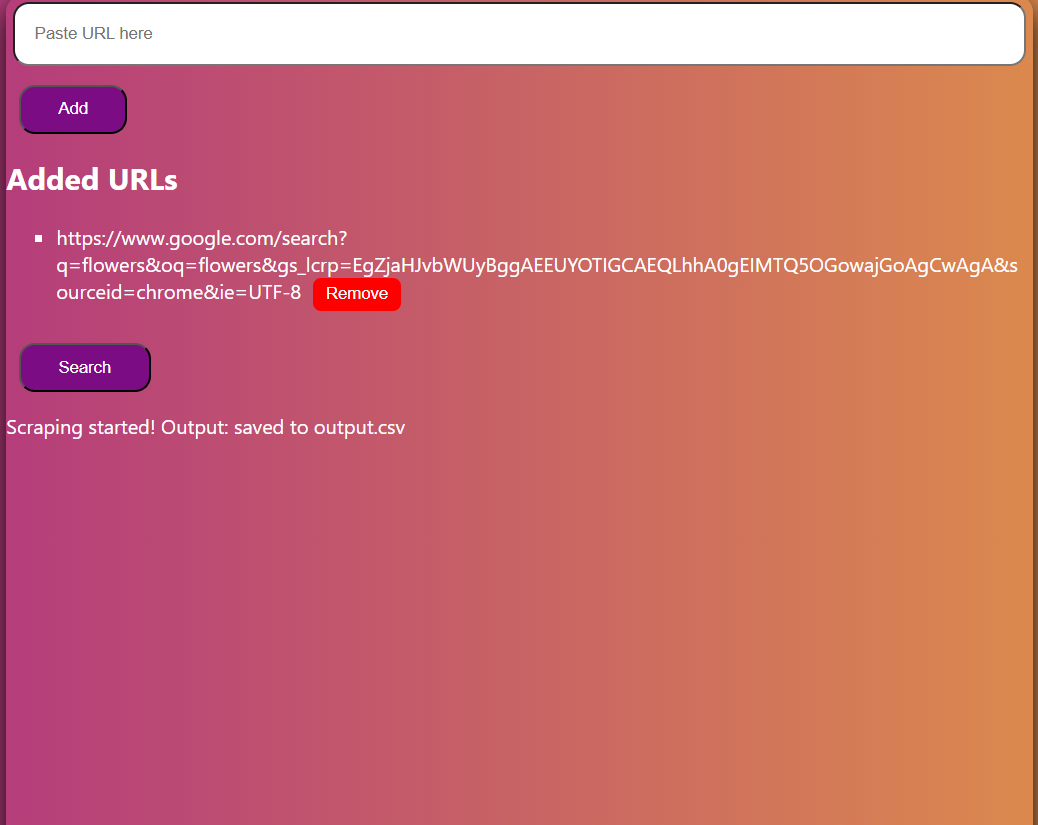 Paste URL here
Add
Added URLs
https://www.google.com/search?
q=flowers&oq=flowers&gs_lcrp=EgZjaHJvbWUyBggAEEUYOTIGCAEQLhhA0gEIMTQ5OGowajGoAgCwAgA&s
ourceid=chrome&ie=UTF-8 Remove
Search
Scraping started! Output: saved to output.csv